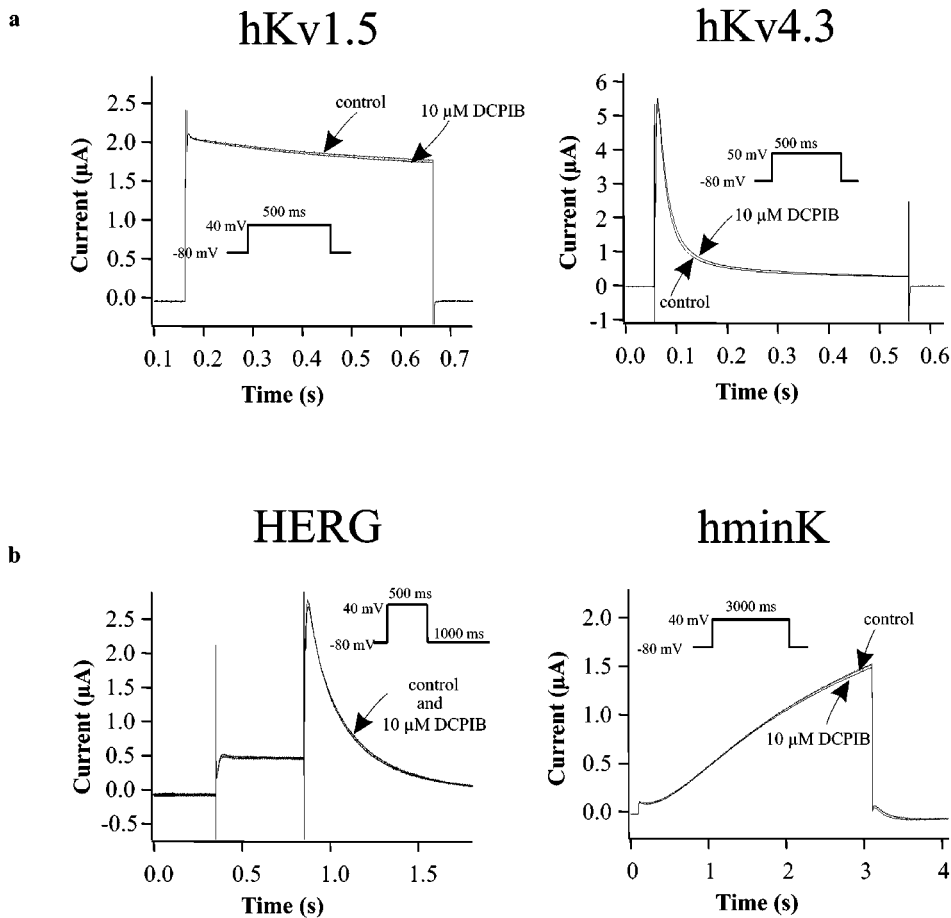 a
hKv1.5
Current (µA)
2.5
2.0
1.5
1.0
0.5
0.0
control
10 µM DCPIB
500 ms
40 mV
-80 mV
0.1 0.2 0.3 0.4 0.5 0.6 0.7
Time (s)
hKv4.3
Current (µA)
6
5
4
3
2
1
0
-1
50 mV
500 ms
-80 mV
10 µM DCPIB
control
0.0 0.1 0.2 0.3 0.4 0.5 0.6
Time (s)
b
HERG
Current (µA)
2.5
2.0
1.5
1.0
0.5
0.0
-0.5
500 ms
40 mV
-80 mV
1000 ms
control
and
10 µM DCPIB
0.0 0.5 1.0 1.5
Time (s)
hminK
Current (µA)
2.0
1.5
1.0
0.5
0.0
3000 ms
40 mV
-80 mV
control
10 µM DCPIB
0 1 2 3 4
Time (s)